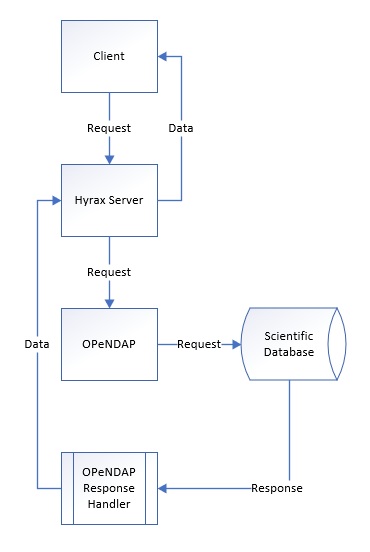 Client
Request
Data
Hyrax Server
Request
OPeNDAP
Request
Scientific
Database
Data
OPeNDAP
Response
Handler
Response